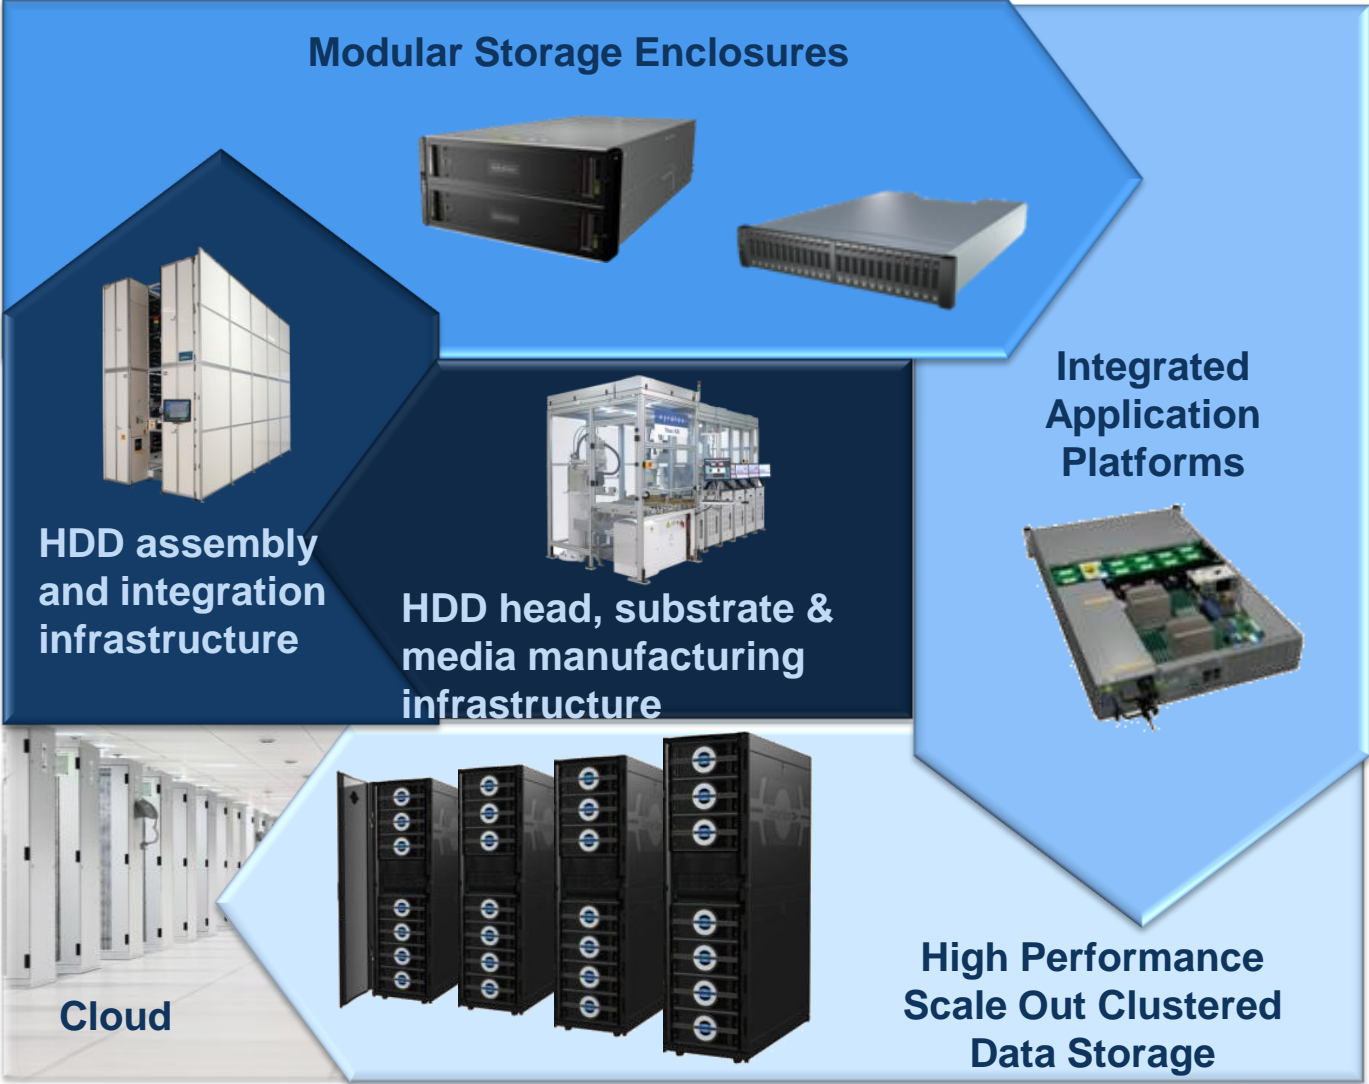 Modular Storage Enclosures
Integrated
Application
Platforms
HDD assembly
and integration
infrastructure
HDD head, substrate &
media manufacturing
infrastructure
High Performance
Scale Out Clustered
Data Storage
Cloud